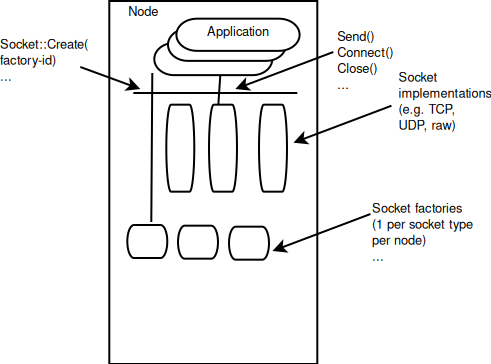 Node
Application
Socket::Create(
factory-id)
...
Send()
Connect()
Close()
...
Socket
implementations
(e.g. TCP,
UDP, raw)
Socket factories
(1 per socket type
per node)
...